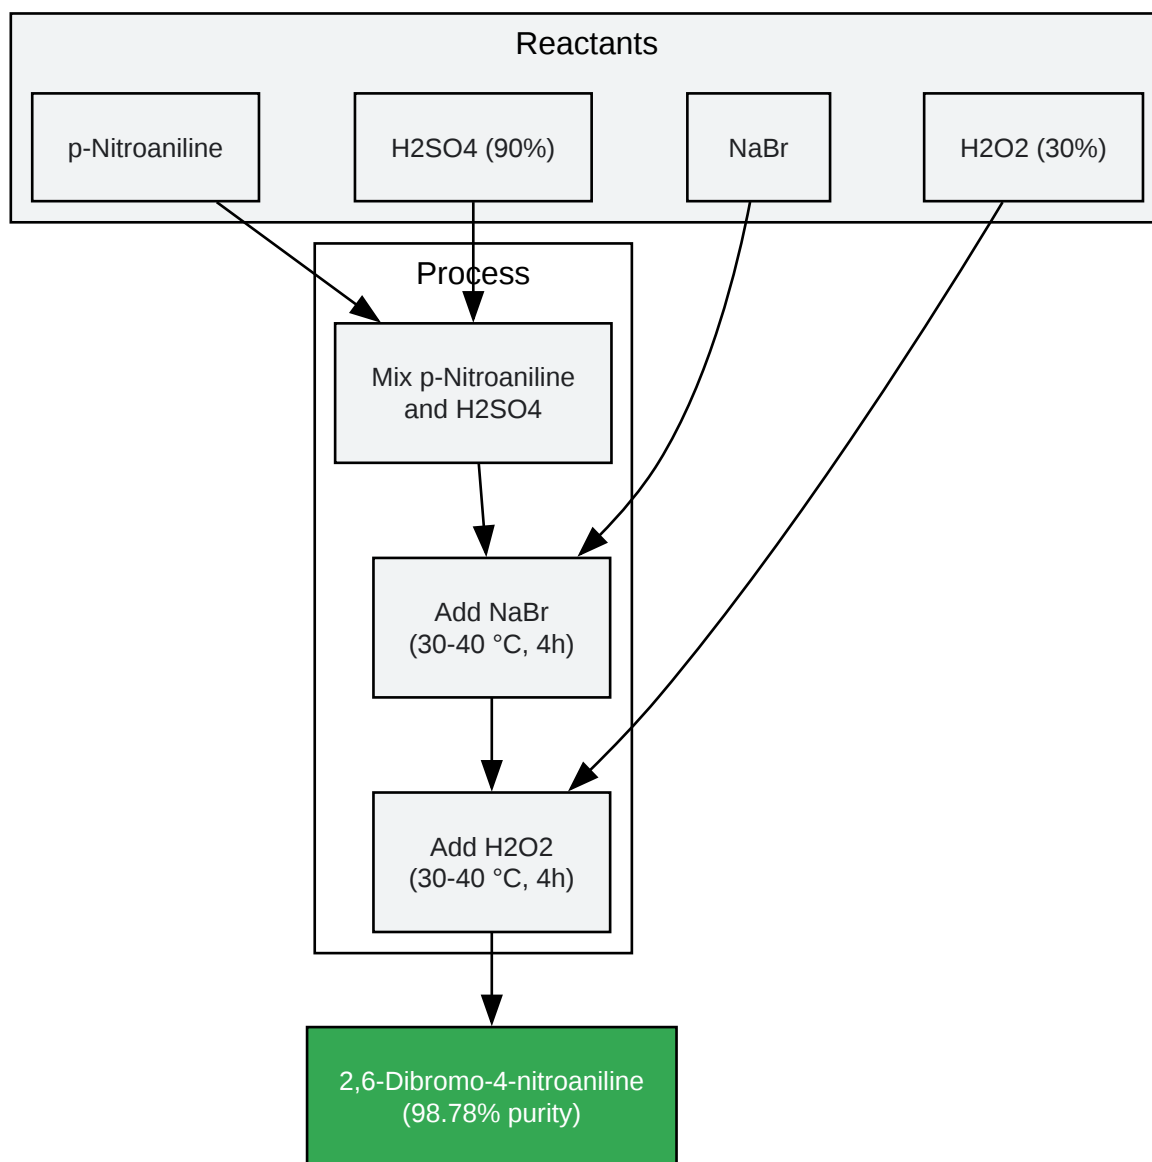 Reactants
p-Nitroaniline
H2SO4 (90%)
NaBr
H2O2 (30%)
Process
Mix p-Nitroaniline
and H2SO4
Add NaBr
(30-40 °C, 4h)
Add H2O2
(30-40 °C, 4h)
2,6-Dibromo-4-nitroaniline
(98.78% purity)